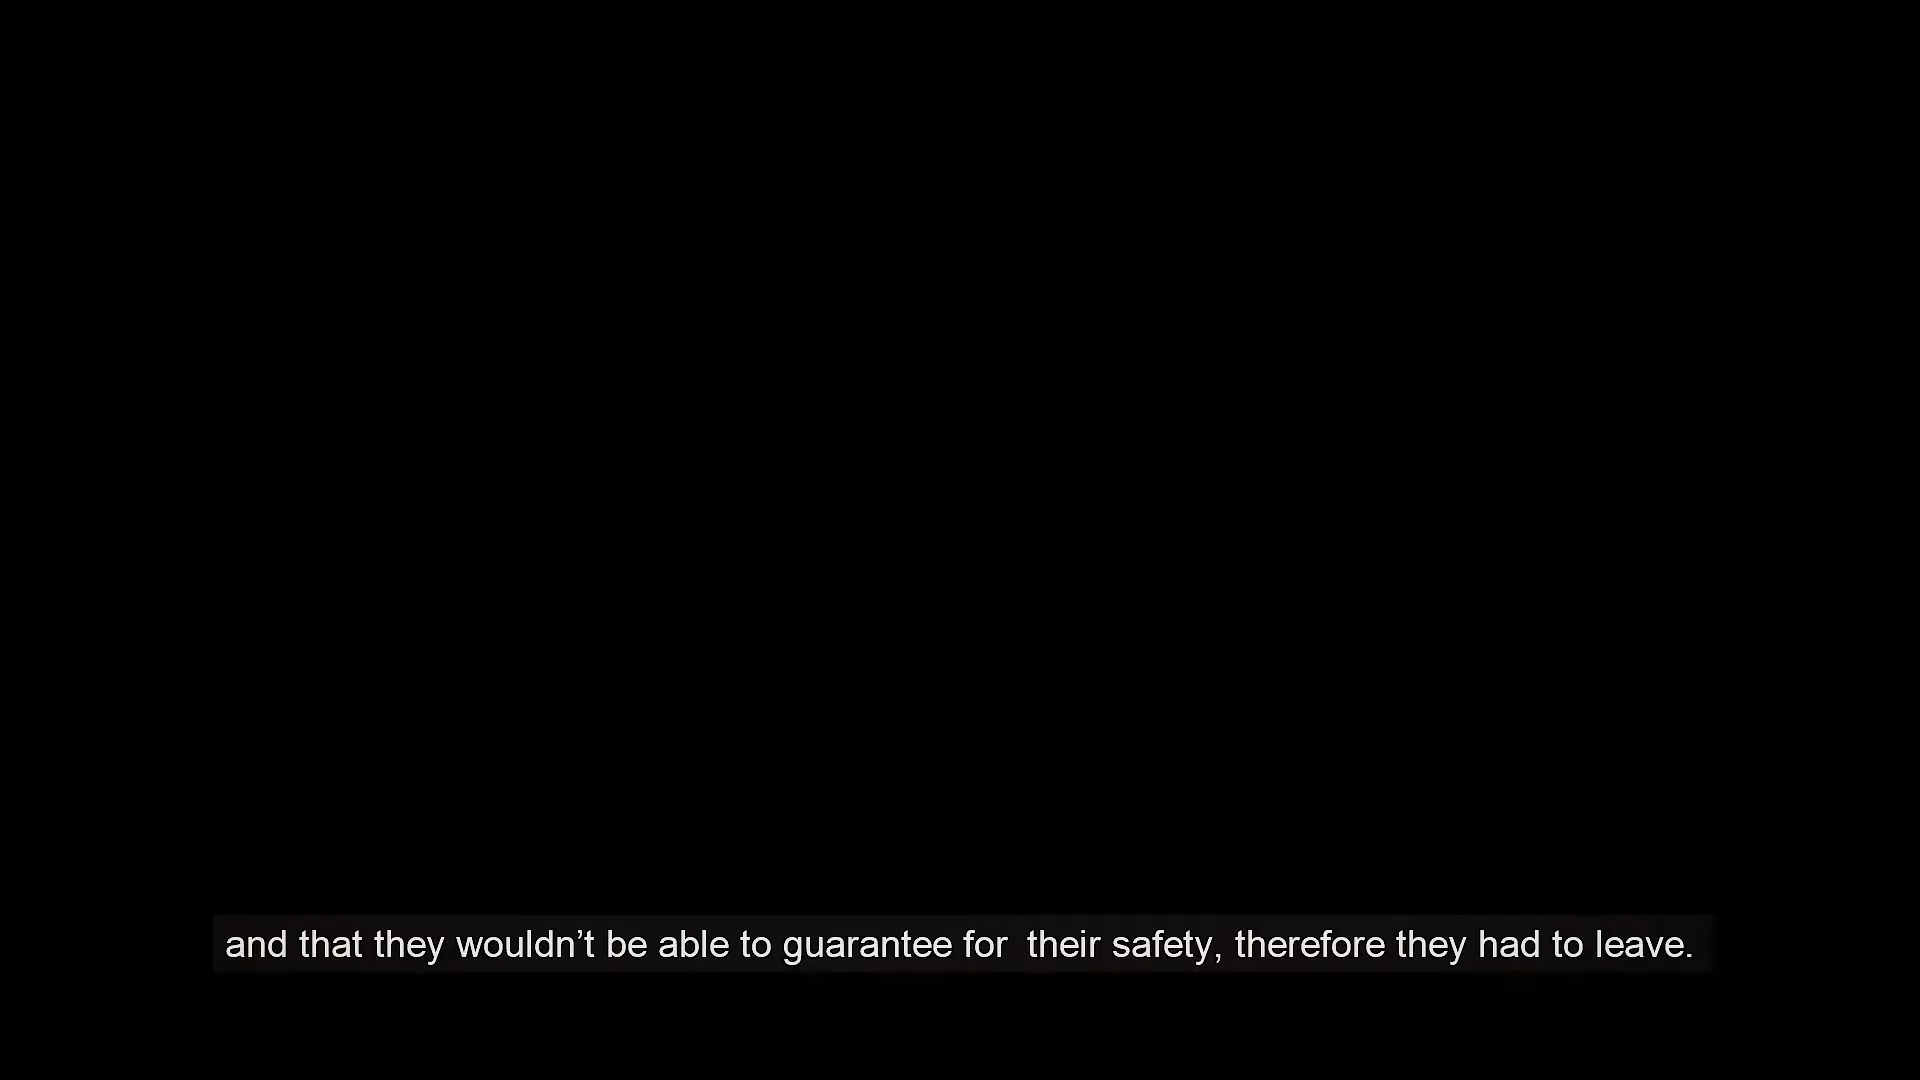 and that they wouldn’t be able to guarantee for  their safety, therefore they had to leave.